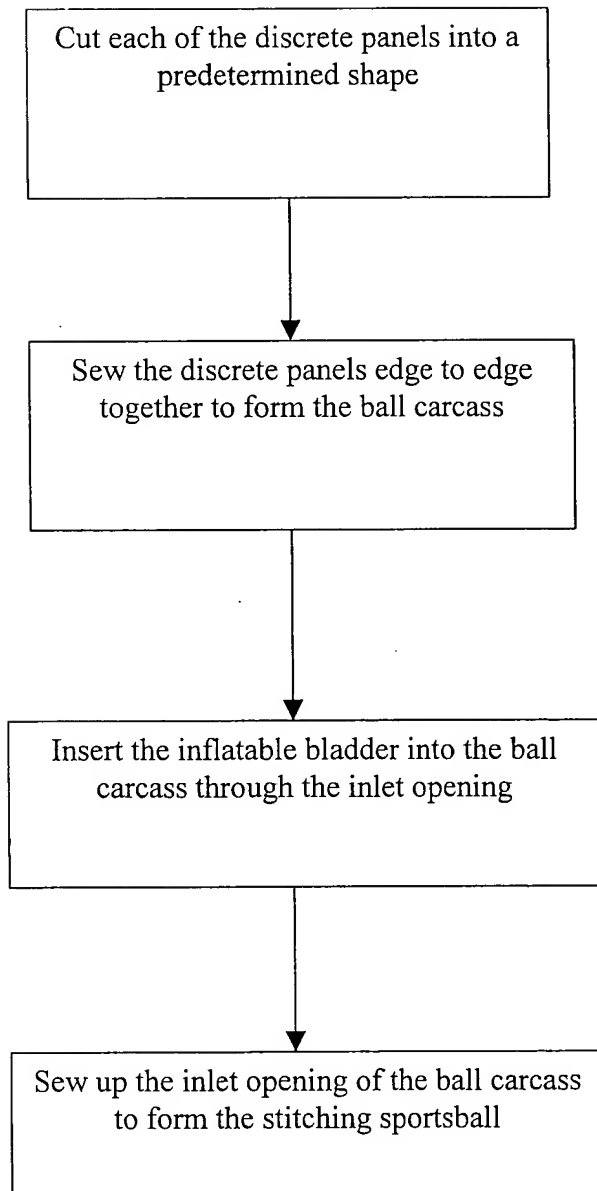 Cut each of the discrete panels into a
predetermined shape
Sew the discrete panels edge to edge
together to form the ball carcass
Insert the inflatable bladder into the ball
carcass through the inlet opening
Sew up the inlet opening of the ball carcass
to form the stitching sportsball